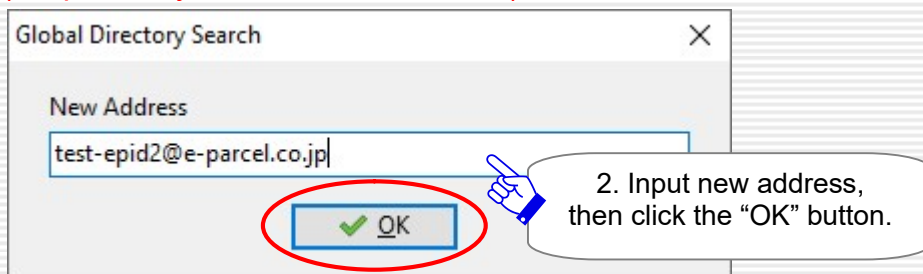 Global Directory Search
New Address
test-epid2@e-parcel.co.jp
OK
2. Input new address,
then click the “OK” button.